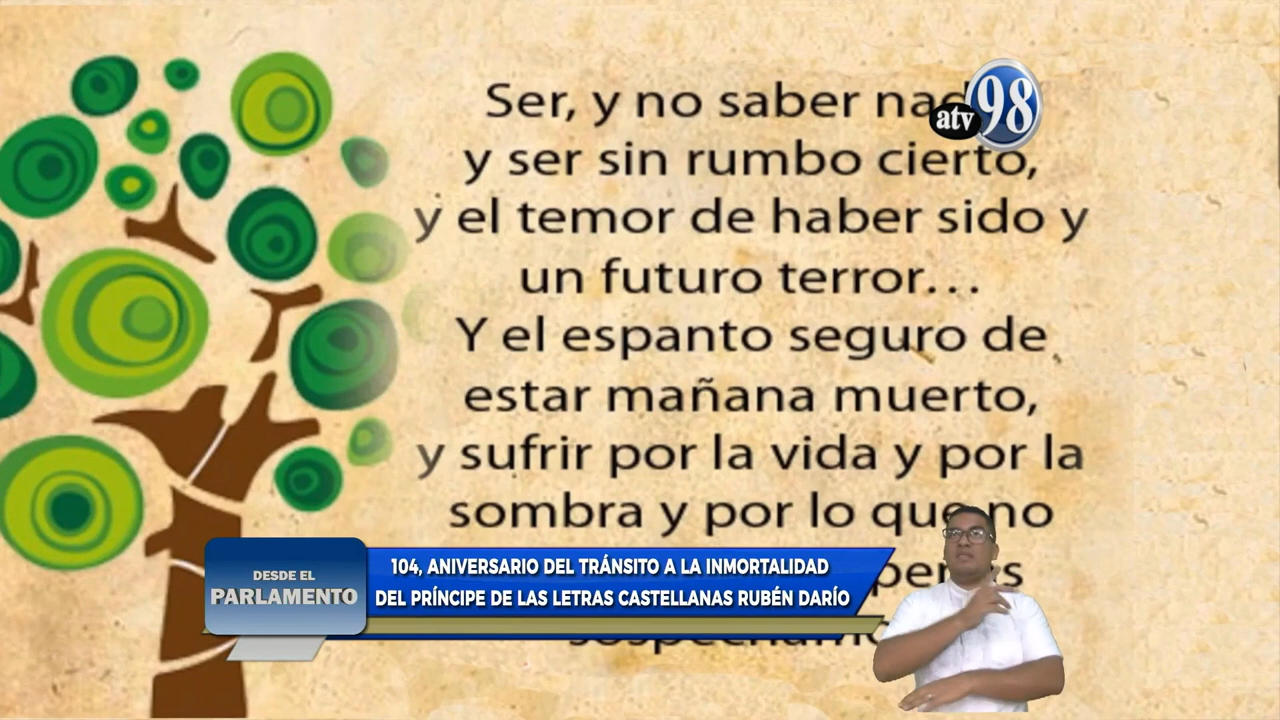 Ser, y no saber
y ser sin rumbo cierto,
y el temor de haber sido y
un futuro terror...
Y el espanto seguro de
estar mañana muerto,
y sufrir por la vida y por la
sombra y por lo que no
atv 98
DESDE EL
PARLAMENTO
104, ANIVERSARIO DEL TRÁNSITO A LA INMORTALIDAD
DEL PRÍNCIPE DE LAS LETRAS CASTELLANAS RUBÉN DARÍO